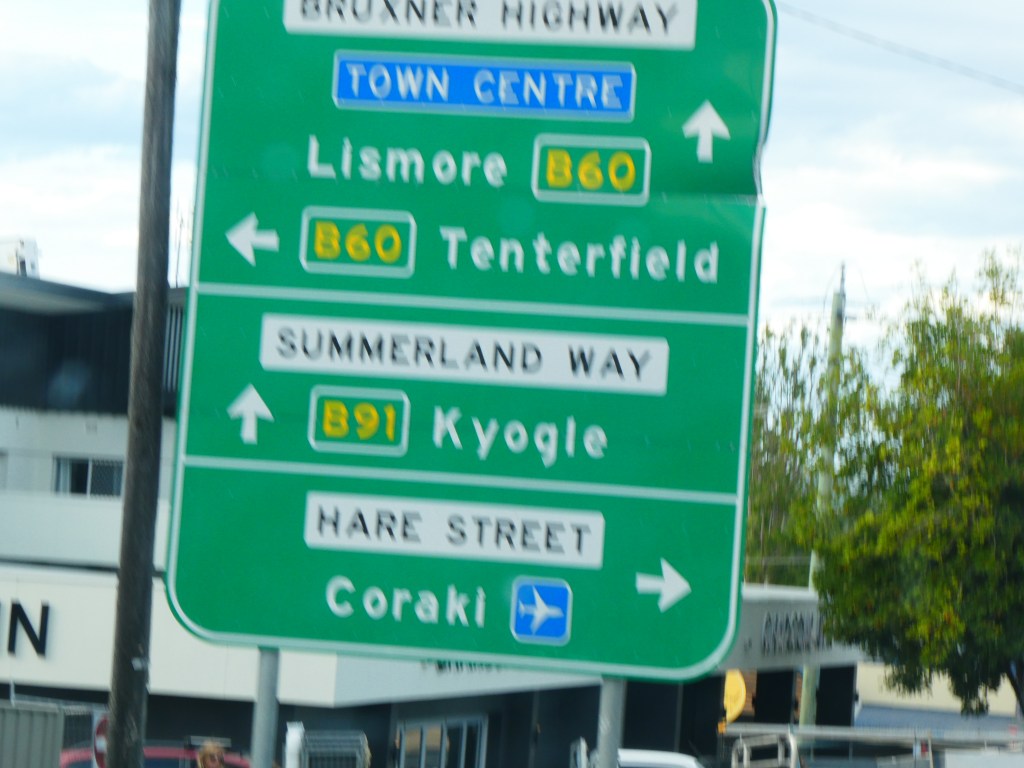 BRUXNER HIGHWAY
TOWN CENTRE
Lismore B60
B60 Tenterfield
SUMMERLAND WAY
B91 Kyogle
HARE STREET
Coraki